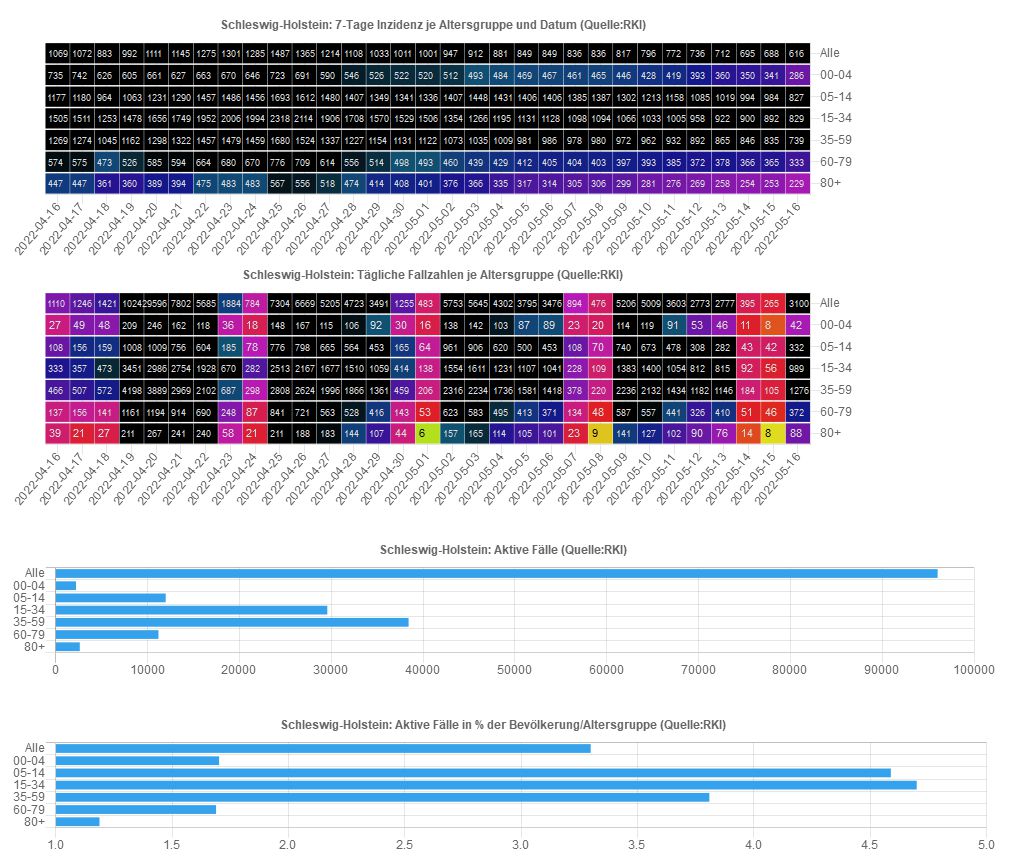 Schleswig-Holstein: 7-Tage Inzidenz je Altersgruppe und Datum (Quelle:RKI)
1069 1072 883 992 1111 1145 1275 1301 1285 1487 1365 1214 1108 1033 1011 1001 947 912 881 849 849 836 836 817 796 772 736 712 695 688 616 Alle
735 742 626 605 661 627 663 670 646 723 691 590 546 526 522 520 512 493 484 469 467 461 465 446 428 419 393 360 350 341 286 00-04
1177 1180 964 1063 1231 1290 1457 1486 1456 1693 1612 1480 1407 1349 1341 1336 1407 1448 1431 1406 1406 1385 1387 1302 1213 1158 1085 1019 994 984 827 05-14
1505 1511 1253 1478 1656 1749 1952 2006 1994 2318 2114 1906 1708 1570 1529 1506 1354 1266 1195 1131 1128 1098 1094 1066 1033 1005 958 922 900 892 829 15-34
1269 1274 1045 1162 1298 1322 1457 1479 1459 1680 1524 1337 1227 1154 1131 1122 1073 1035 1009 981 986 978 980 972 962 932 892 865 846 835 739 35-59
574 575 473 526 585 594 664 680 670 776 709 614 556 514 498 493 460 439 429 412 405 404 403 397 393 385 372 378 366 365 333 60-79
447 447 361 360 389 394 475 483 483 567 556 518 474 414 408 401 376 366 335 317 314 305 306 299 281 276 269 258 254 253 229 80+
2022-04-16 2022-04-17 2022-04-18 2022-04-19 2022-04-20 2022-04-21 2022-04-22 2022-04-23 2022-04-24 2022-04-25 2022-04-26 2022-04-27 2022-04-28 2022-04-29 2022-04-30 2022-05-01 2022-05-02 2022-05-03 2022-05-04 2022-05-05 2022-05-06 2022-05-07 2022-05-08 2022-05-09 2022-05-10 2022-05-11 2022-05-12 2022-05-13 2022-05-14 2022-05-15 2022-05-16
Schleswig-Holstein: Tägliche Fallzahlen je Altersgruppe (Quelle:RKI)
1110 1246 1421 10242 9596 7802 5685 1884 784 7304 6669 5205 4723 3491 1255 483 5753 5645 4302 3795 3476 894 476 5206 5009 3603 2773 2777 395 265 3100 Alle
27 49 48 209 246 162 118 36 18 148 167 115 106 92 30 16 138 142 103 87 89 23 20 114 119 91 53 46 11 8 42 00-04
108 156 159 1008 1009 756 604 185 78 776 798 665 564 453 165 64 961 906 620 500 453 108 70 740 673 478 308 282 43 42 332 05-14
333 357 473 3451 2986 2754 1928 670 282 2513 2167 1677 1510 1059 414 138 1554 1611 1231 1107 1041 228 109 1383 1400 1054 812 815 92 56 989 15-34
466 507 572 4198 3889 2969 2102 687 298 2808 2624 1996 1866 1361 459 206 2316 2234 1736 1581 1418 378 220 2236 2132 1434 1182 1146 184 105 1276 35-59
137 156 141 1161 1194 914 690 248 87 841 721 563 528 416 143 53 623 583 495 413 371 134 48 587 557 441 326 410 51 46 372 60-79
39 21 27 211 267 241 240 58 21 211 188 183 144 107 44 6 157 165 114 105 101 23 9 141 127 102 90 76 14 8 88 80+
2022-04-16 2022-04-17 2022-04-18 2022-04-19 2022-04-20 2022-04-21 2022-04-22 2022-04-23 2022-04-24 2022-04-25 2022-04-26 2022-04-27 2022-04-28 2022-04-29 2022-04-30 2022-05-01 2022-05-02 2022-05-03 2022-05-04 2022-05-05 2022-05-06 2022-05-07 2022-05-08 2022-05-09 2022-05-10 2022-05-11 2022-05-12 2022-05-13 2022-05-14 2022-05-15 2022-05-16
Schleswig-Holstein: Aktive Fälle (Quelle:RKI)
Alle
00-04
05-14
15-34
35-59
60-79
80+
0 10000 20000 30000 40000 50000 60000 70000 80000 90000 100000
Schleswig-Holstein: Aktive Fälle in % der Bevölkerung/Altersgruppe (Quelle:RKI)
Alle
00-04
05-14
15-34
35-59
60-79
80+
1.0 1.5 2.0 2.5 3.0 3.5 4.0 4.5 5.0